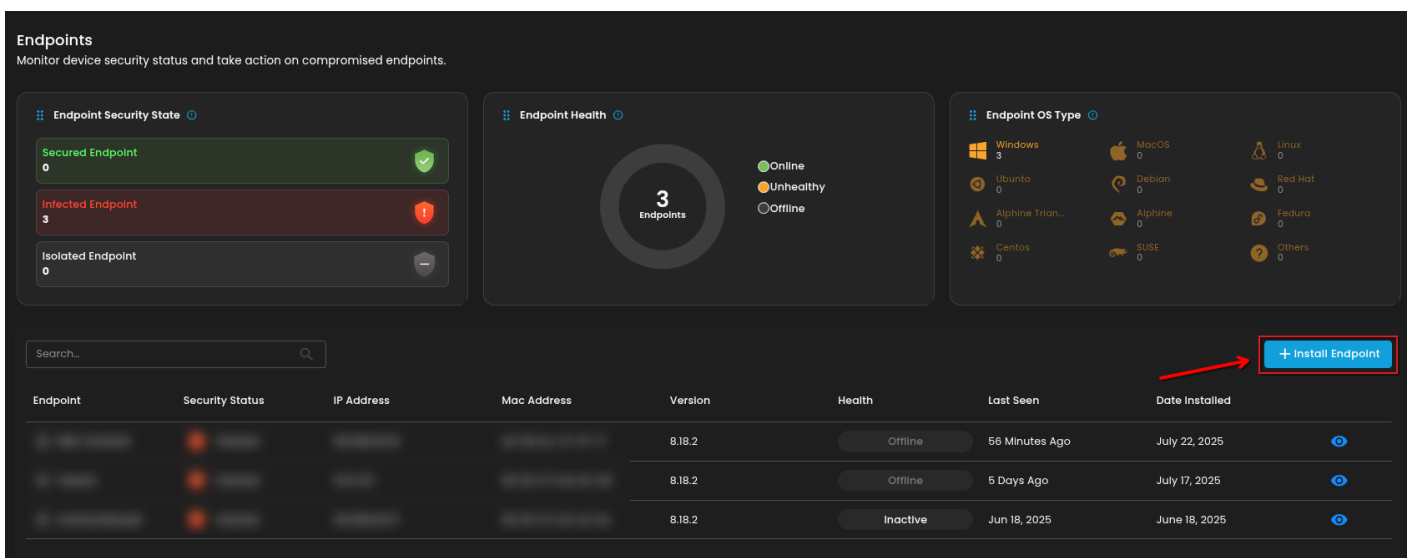 Endpoints
Monitor device security status and take action on compromised endpoints.
Endpoint Security State
Secured Endpoint
0
Infected Endpoint
3
Isolated Endpoint
0
Endpoint Health
3
Endpoints
Online
Unhealthy
Offline
Endpoint OS Type
Windows
3
MacOS
0
Linux
0
Ubunto
0
Debian
0
Red Hat
0
Alphine Trian...
0
Alphine
0
Fedura
0
Centos
0
SUSE
0
Others
0
Search...
+ Install Endpoint
Endpoint Security Status IP Address Mac Address Version Health Last Seen Date Installed
8.18.2 Offline 56 Minutes Ago July 22, 2025
8.18.2 Offline 5 Days Ago July 17, 2025
8.18.2 Inactive Jun 18, 2025 June 18, 2025